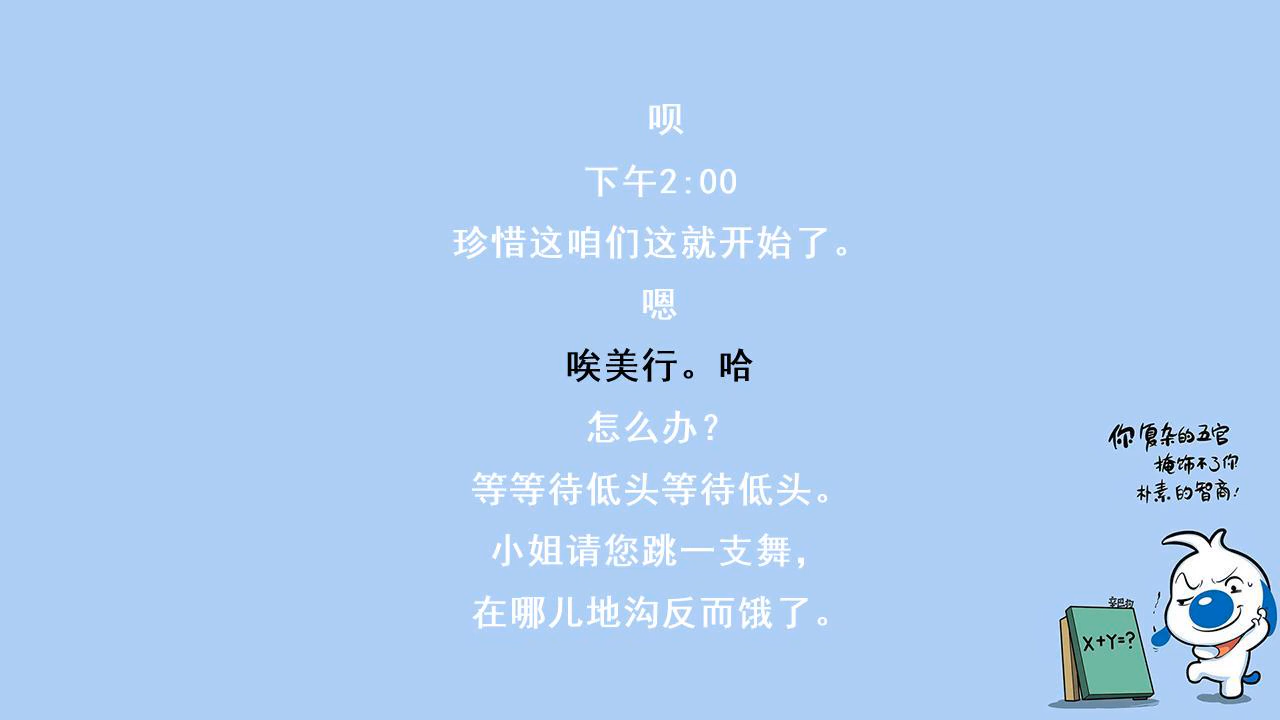 呗
下午2:00
珍惜这咱们这就开始了。
嗯
唉美行。哈
怎么办？
等等待低头等待低头。
小姐请您跳一支舞，
在哪儿地沟反而饿了。
你复杂的五官
掩饰不了你
朴素的智商！
X+Y=?